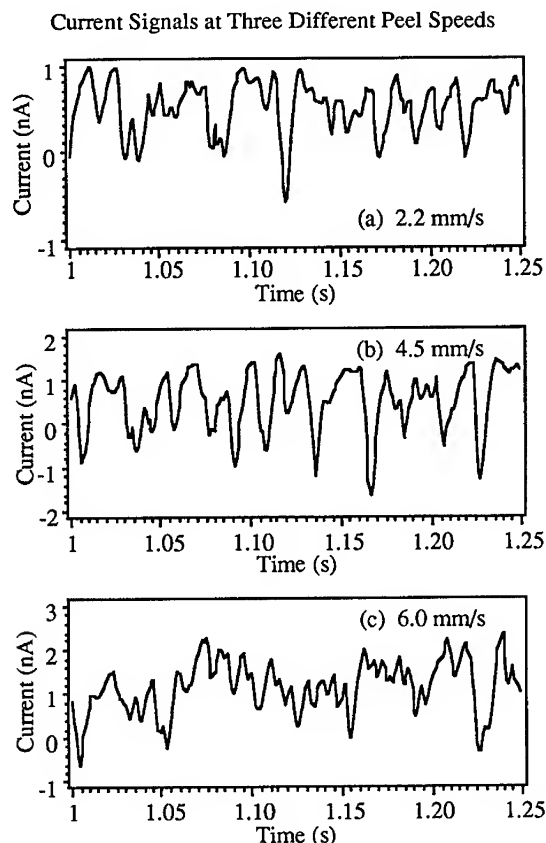 Current Signals at Three Different Peel Speeds
1
0
-1
Current (nA)
(a) 2.2 mm/s
1 1.05 1.10 1.15 1.20 1.25
Time (s)
2
1
0
-1
-2
Current (nA)
(b) 4.5 mm/s
1 1.05 1.10 1.15 1.20 1.25
Time (s)
3
2
1
0
-1
Current (nA)
(c) 6.0 mm/s
1 1.05 1.10 1.15 1.20 1.25
Time (s)